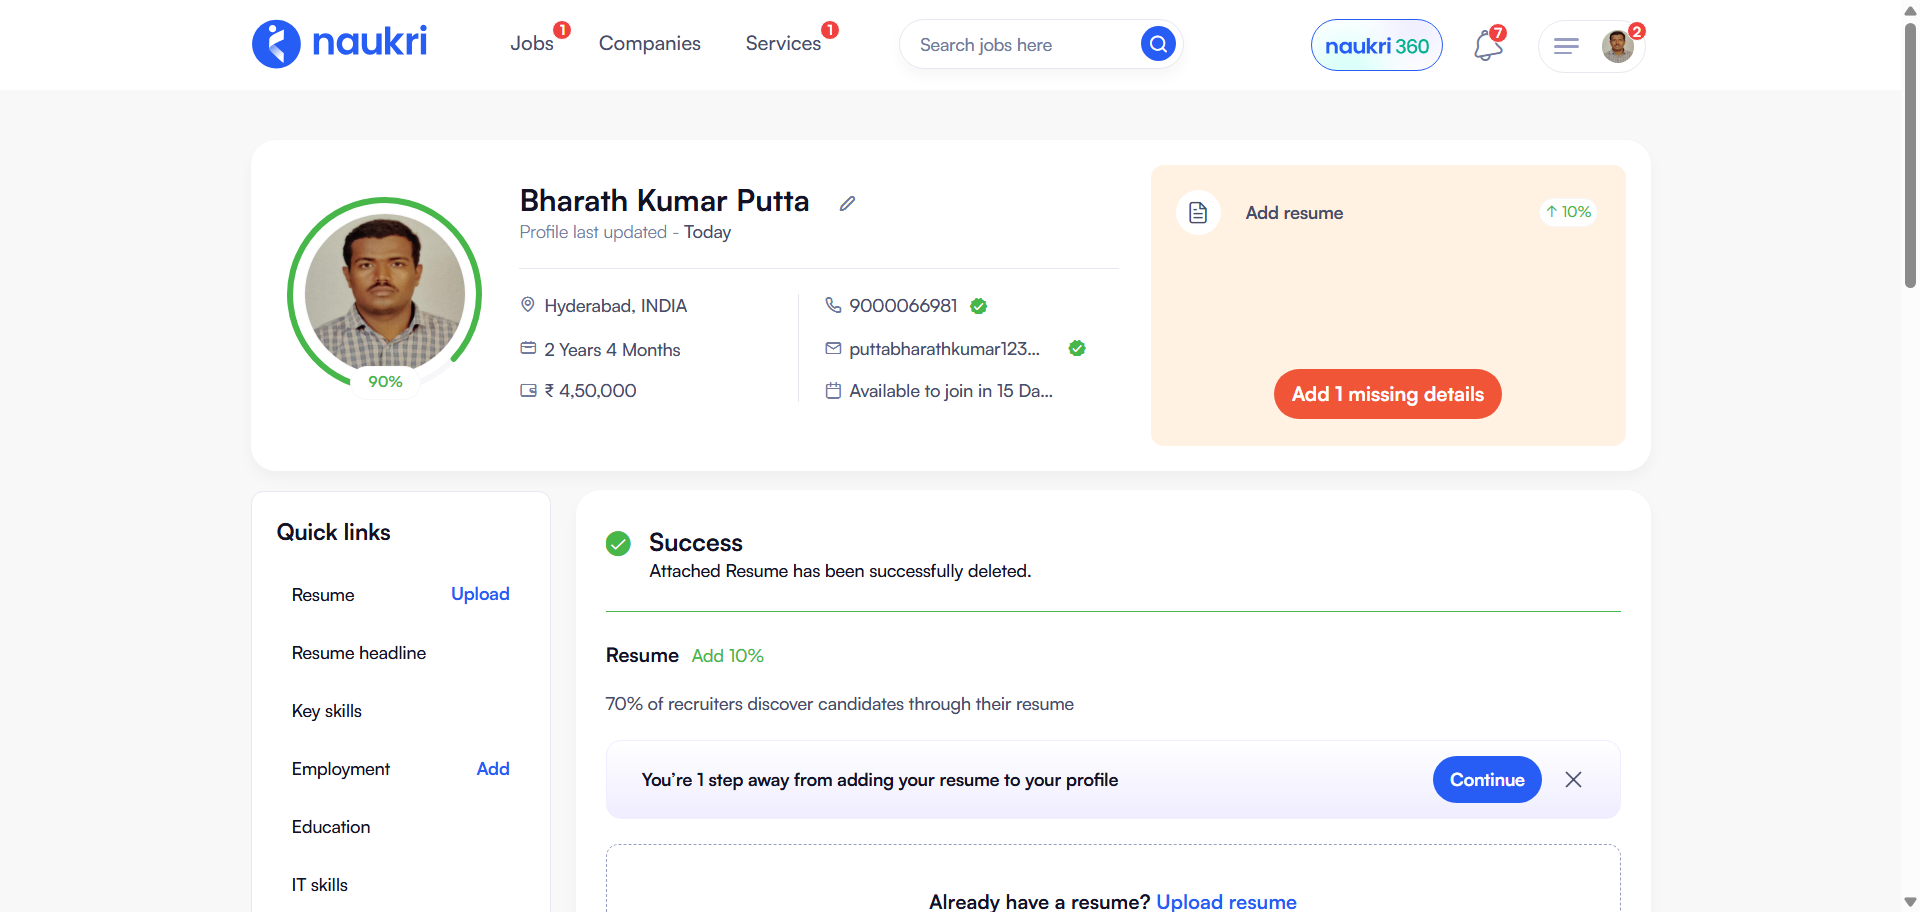 naukri
Jobs 1
Companies
Services 1
Search jobs here
naukri 360
7
2
Bharath Kumar Putta
Profile last updated - Today
Hyderabad, INDIA
2 Years 4 Months
₹ 4,50,000
9000066981
puttabharathkumar123...
Available to join in 15 Da...
90%
Add resume
↑ 10%
Add 1 missing details
Quick links
Resume Upload
Resume headline
Key skills
Employment Add
Education
IT skills
Success
Attached Resume has been successfully deleted.
Resume Add 10%
70% of recruiters discover candidates through their resume
You’re 1 step away from adding your resume to your profile
Continue
Already have a resume? Upload resume